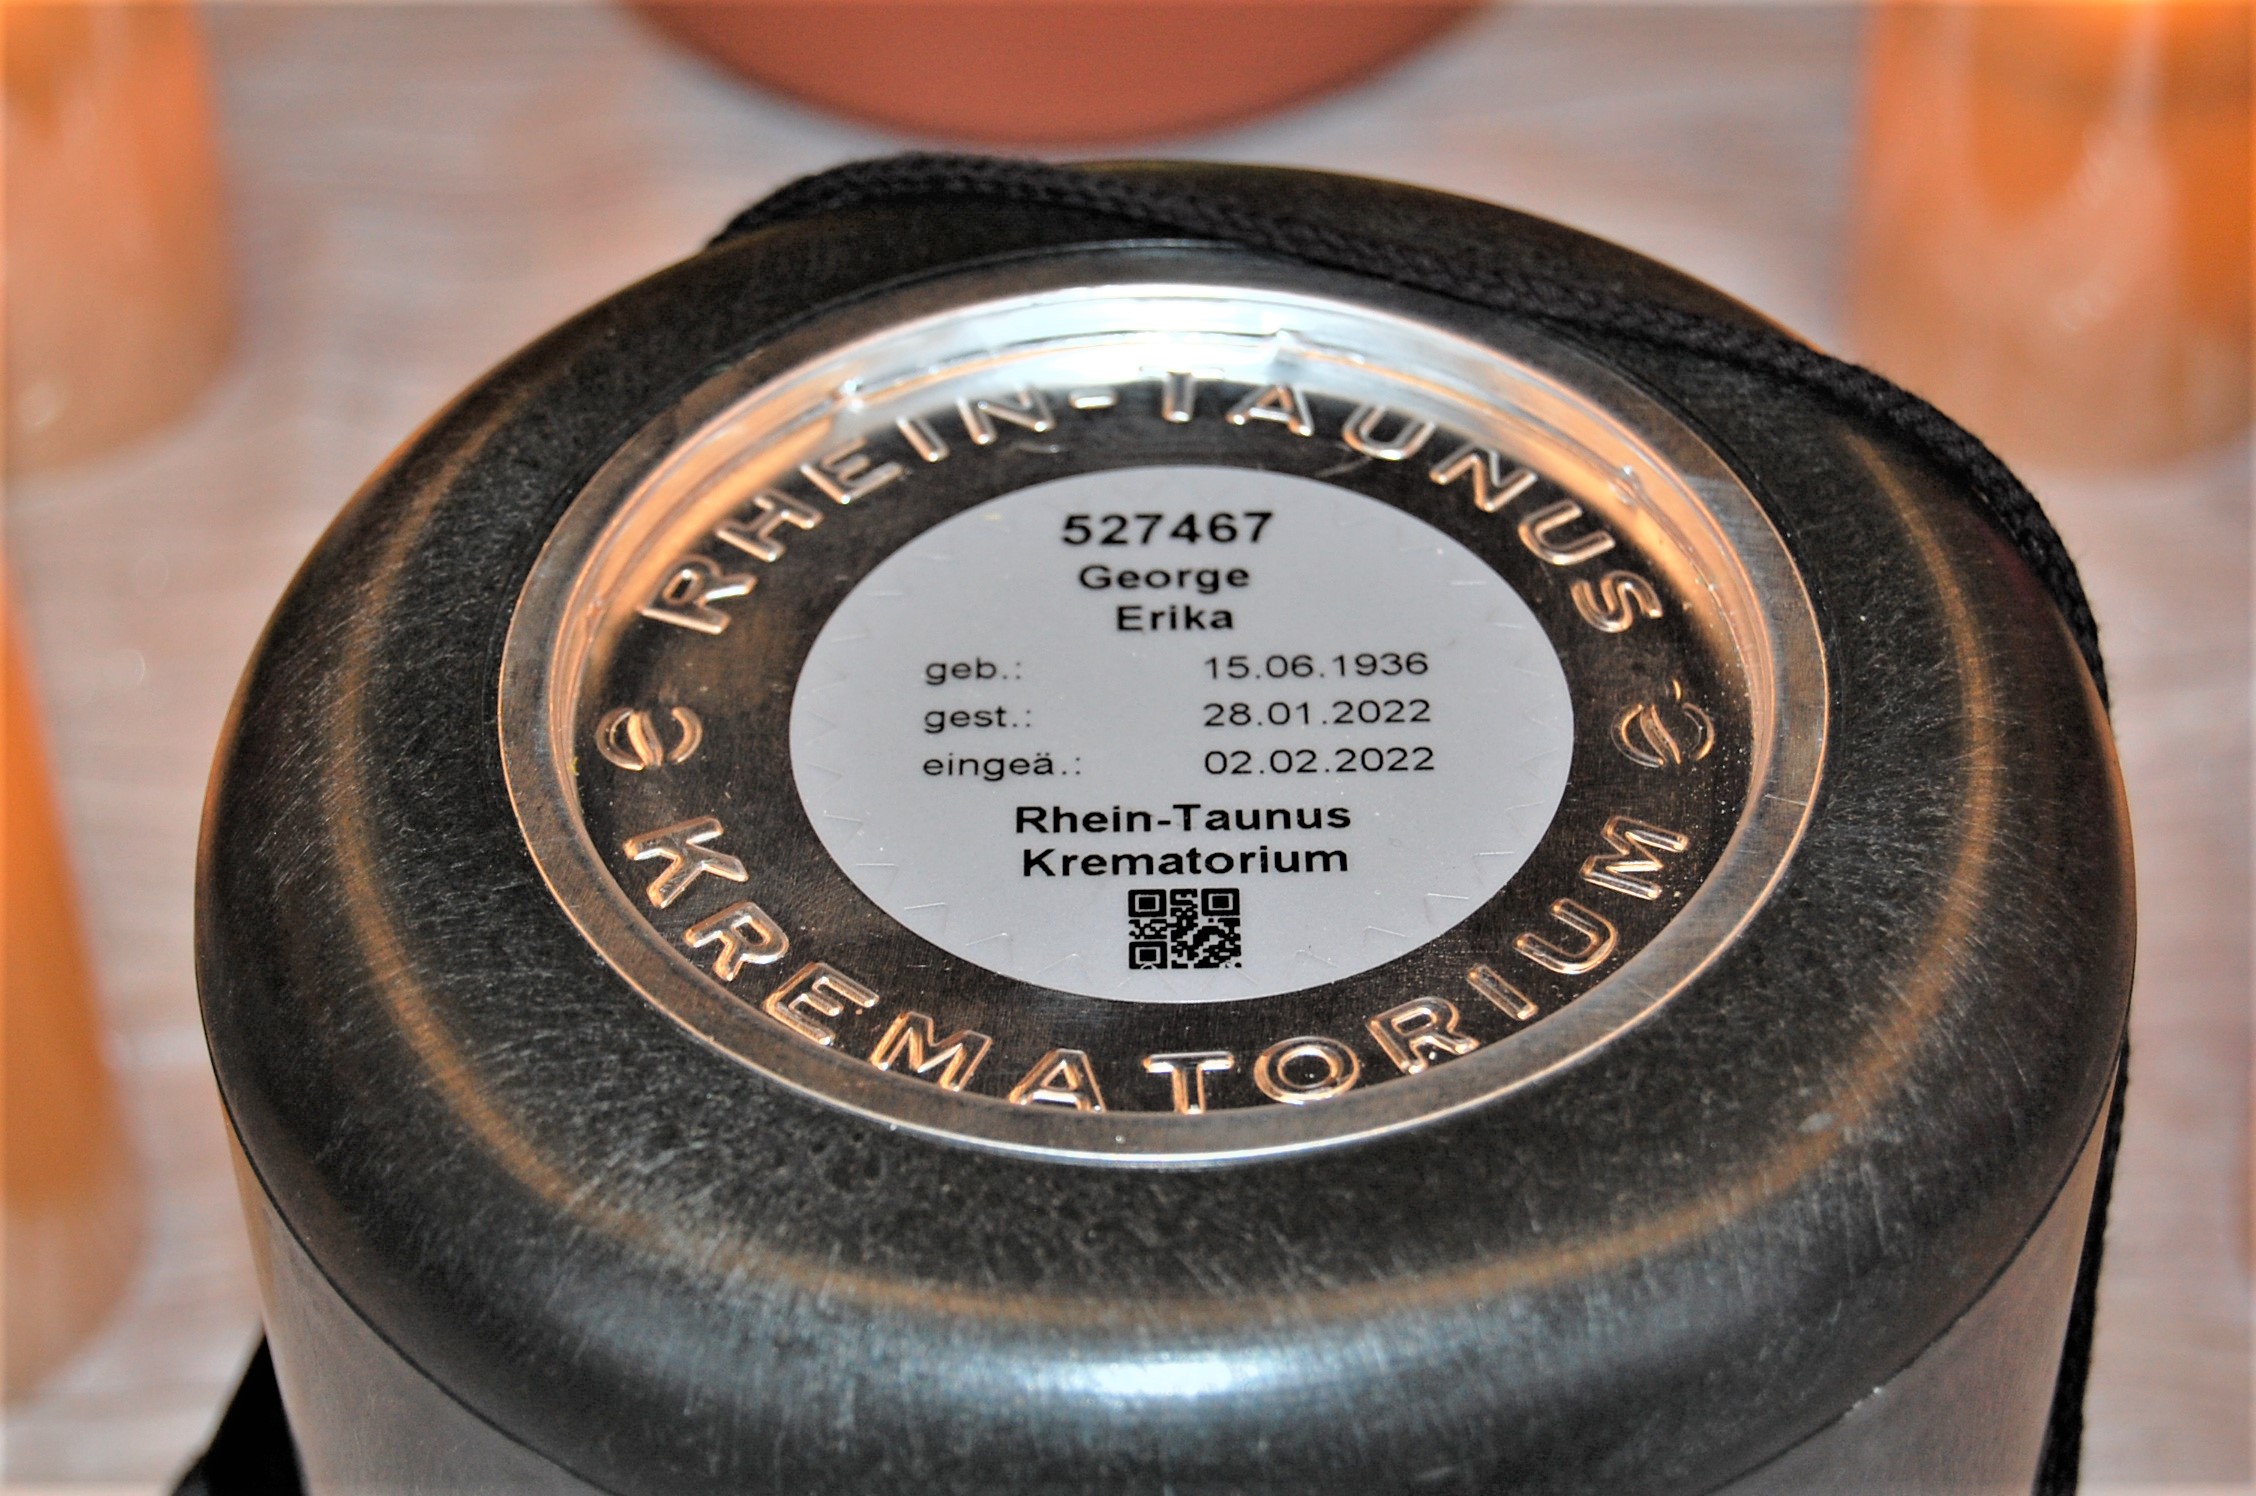 RHEIN-TAUNUS
527467
George
Erika
geb.: 15.06.1936
gest.: 28.01.2022
eingeä.: 02.02.2022
Rhein-Taunus
Krematorium
KREMATORIUM